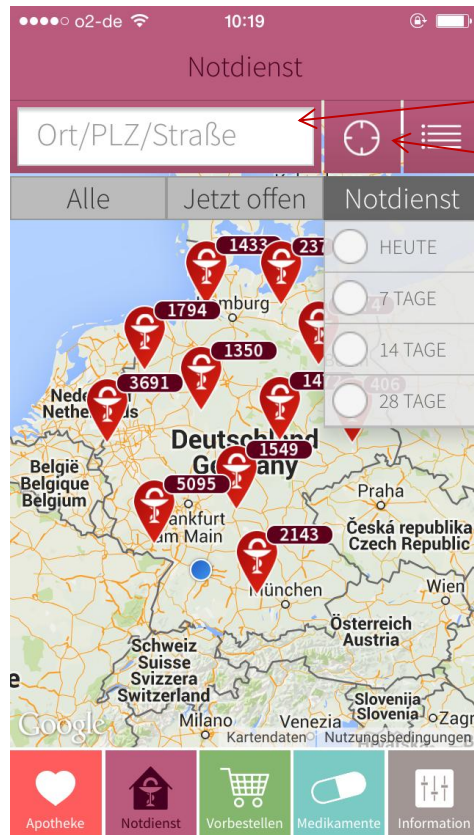 o2-de 10:19
Notdienst
Ort/PLZ/Straße
Alle Jetzt offen Notdienst
HEUTE
7 TAGE
14 TAGE
28 TAGE
1433
1794
1350
3691
406
Deutschland
Germany
1549
5095
2143
België
Belgique
Belgium
Praha
am Main
Česká republika
Czech Republic
München
Wien
Österreich
Austria
Schweiz
Suisse
Svizzera
Switzerland
Slovenija
Slovenia
Milano
Venezia
Google
Kartendaten Nutzungsbedingungen
Apotheke Notdienst Vorbestellen Medikamente Information